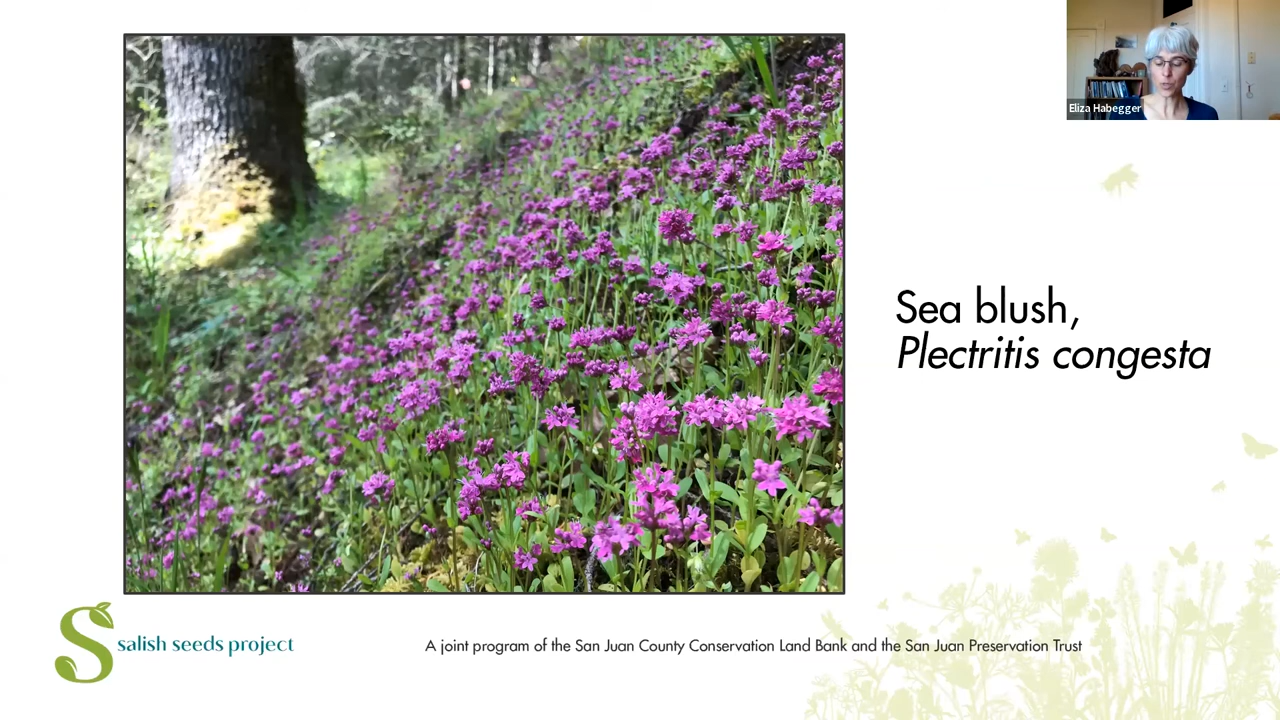 Eliza Habegger
Sea blush,
Plectritis congesta
salish seeds project
A joint program of the San Juan County Conservation Land Bank and the San Juan Preservation Trust